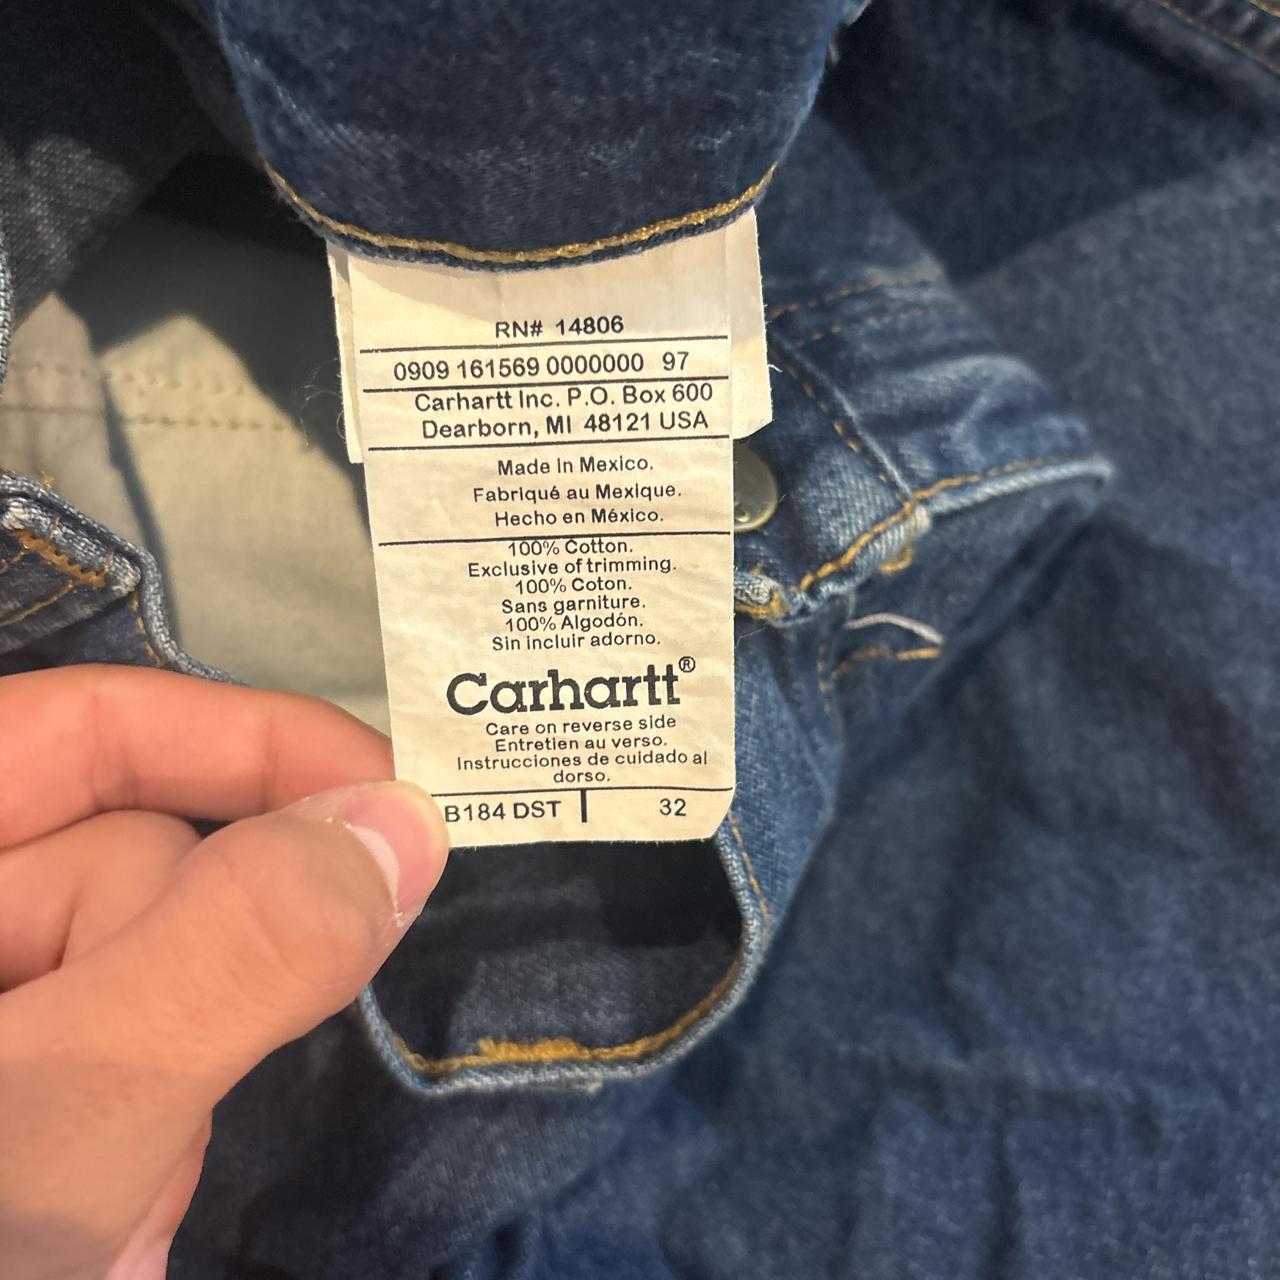 RN# 14806
0909 161569 0000000 97
Carhartt Inc. P.O. Box 600
Dearborn, MI 48121 USA
Made in Mexico.
Fabriqué au Mexique.
Hecho en México.
100% Cotton.
Exclusive of trimming.
100% Coton.
Sans garniture.
100% Algodón.
Sin incluir adorno.
Carhartt®
Care on reverse side
Entretien au verso.
Instrucciones de cuidado al
dorso.
B184 DST | 32